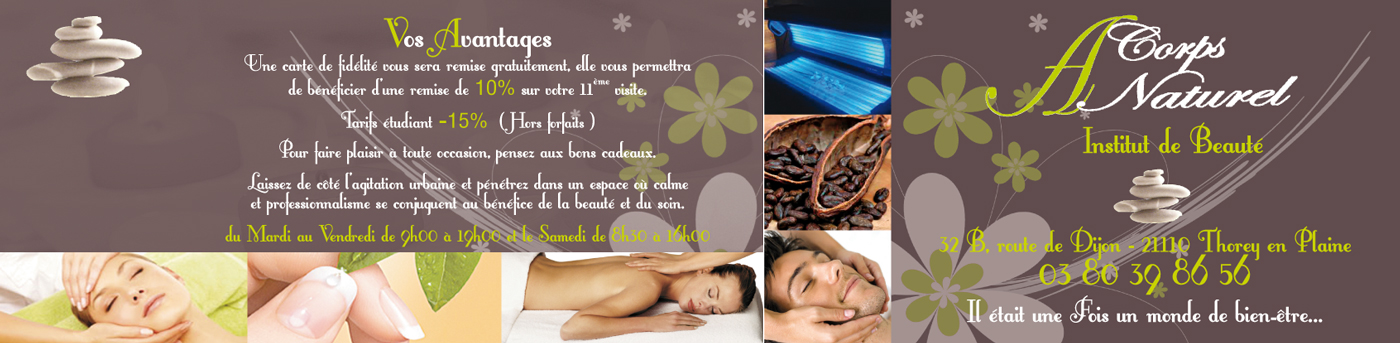 Vos Avantages
Une carte de fidélité vous sera remise gratuitement, elle vous permettra
de bénéficier d'une remise de 10% sur votre 11ème visite.
Tarifs étudiant -15% (Hors forfaits )
Pour faire plaisir à toute occasion, pensez aux bons cadeaux.
Laissez de côté l'agitation urbaine et pénétrez dans un espace où calme
et professionnalisme se conjuguent au bénéfice de la beauté et du soin.
du Mardi au Vendredi de 9h00 à 19h00 et le Samedi de 8h30 à 16h00
A Corps
Naturel
Institut de Beauté
32 B, route de Dijon - 21110 Thorey en Plaine
03 80 39 86 56
Il était une Fois un monde de bien-être...